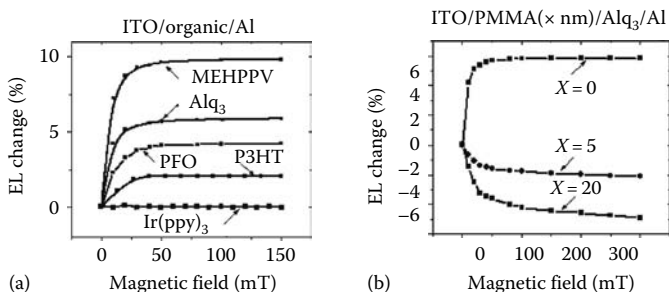 ITO/organic/Al
EL change (%)
10
5
0
MEHPPV
Alq3
PFO
P3HT
Ir(ppy)3
0 50 100 150
Magnetic field (mT)
(a)
ITO/PMMA(× nm)/Alq3/Al
EL change (%)
6
4
2
0
−2
−4
−6
X = 0
X = 5
X = 20
0 0 100 200 300
Magnetic field (mT)
(b)